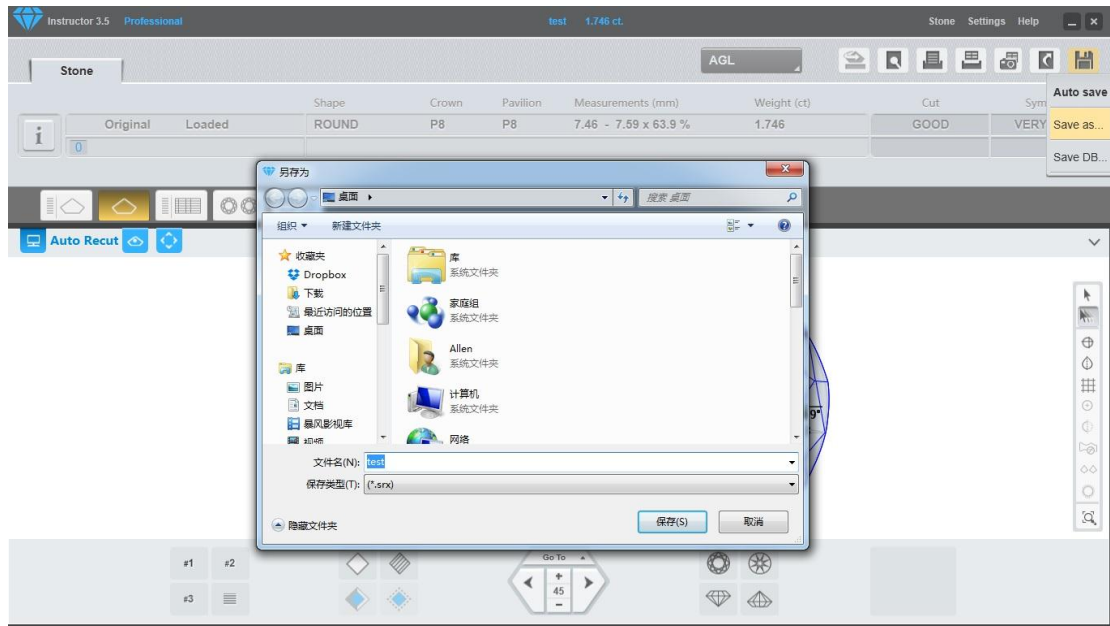 Instructor 3.5 Professional test 1.746 ct. Stone Settings Help
Stone AGL
Auto save
Shape Crown Pavilion Measurements (mm) Weight (ct) Cut Sym
Original Loaded ROUND P8 P8 7.46 - 7.59 x 63.9 % 1.746 GOOD VERY Save as...
i
0
Save DB...
另存为
桌面
搜索 桌面
组织 新建文件夹
Auto Recut
收藏夹
Dropbox
下载
最近访问的位置
桌面
库
图片
文档
暴风影视库
视频
库
系统文件夹
家庭组
系统文件夹
Allen
系统文件夹
计算机
系统文件夹
网络
9°
文件名(N): test
保存类型(T): (*.srx)
隐藏文件夹 保存(S) 取消
#1 #2 Go To
+
45
#3 −